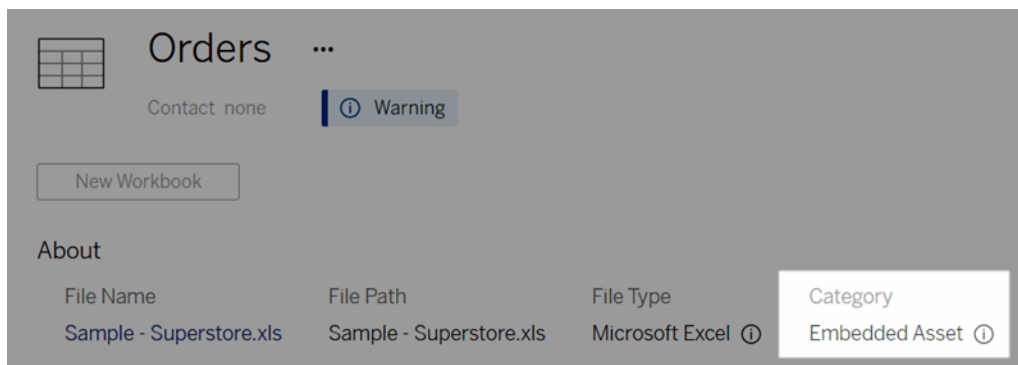 Orders ...
Contact none
Warning
New Workbook
About
File Name File Path File Type Category
Sample - Superstore.xls Sample - Superstore.xls Microsoft Excel Embedded Asset